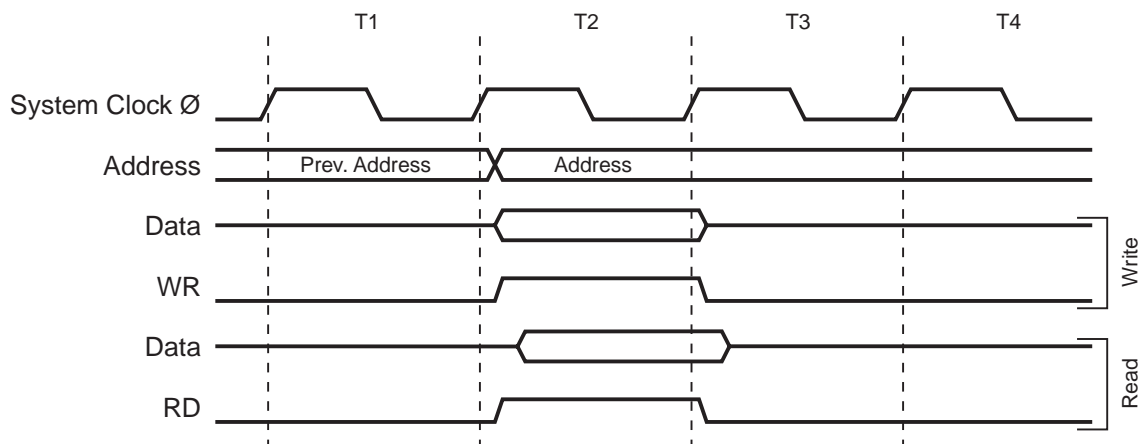 T1 T2 T3 T4
System Clock Ø
Address Prev. Address Address
Data
WR
Write
Data
RD
Read